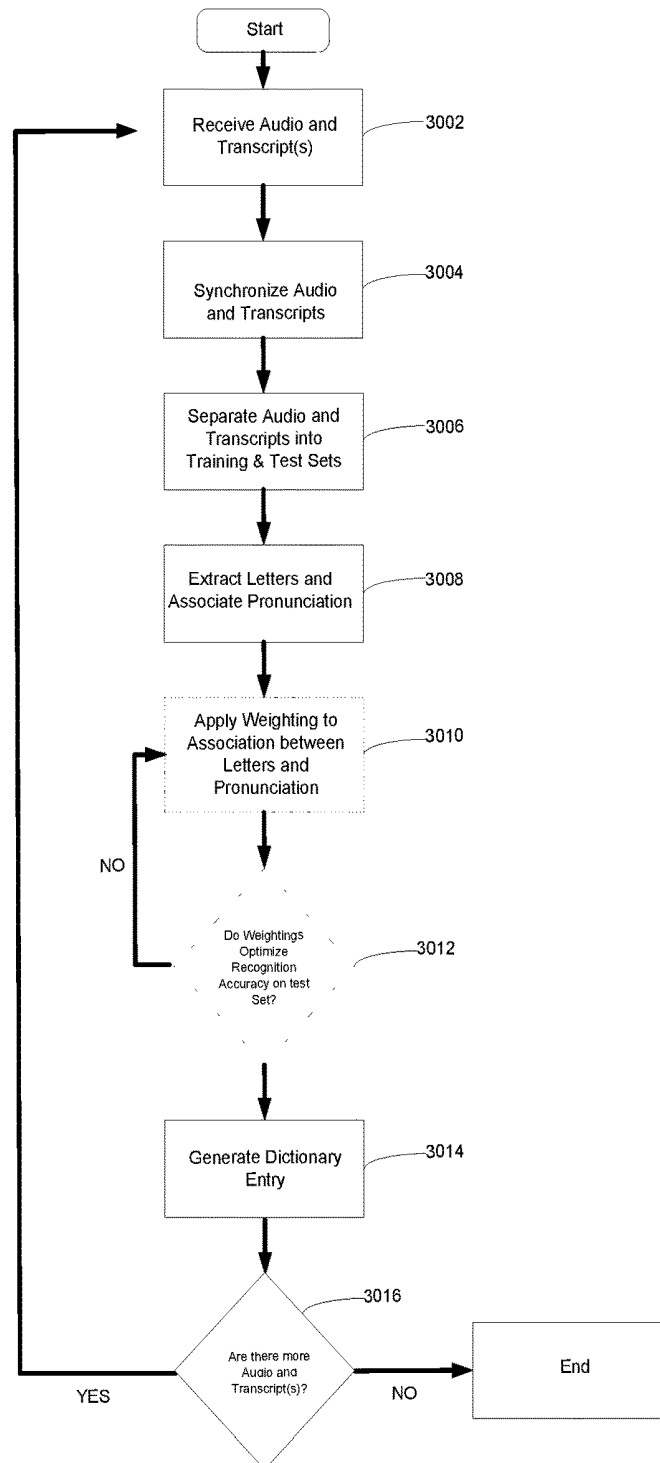 Start
Receive Audio and
Transcript(s)
3002
Synchronize Audio
and Transcripts
3004
Separate Audio and
Transcripts into
Training & Test Sets
3006
Extract Letters and
Associate Pronunciation
3008
Apply Weighting to
Association between
Letters and
Pronunciation
3010
NO
Do Weightings
Optimize
Recognition
Accuracy on test
Set?
3012
Generate Dictionary
Entry
3014
Are there more
Audio and
Transcript(s)?
3016
YES
NO
End